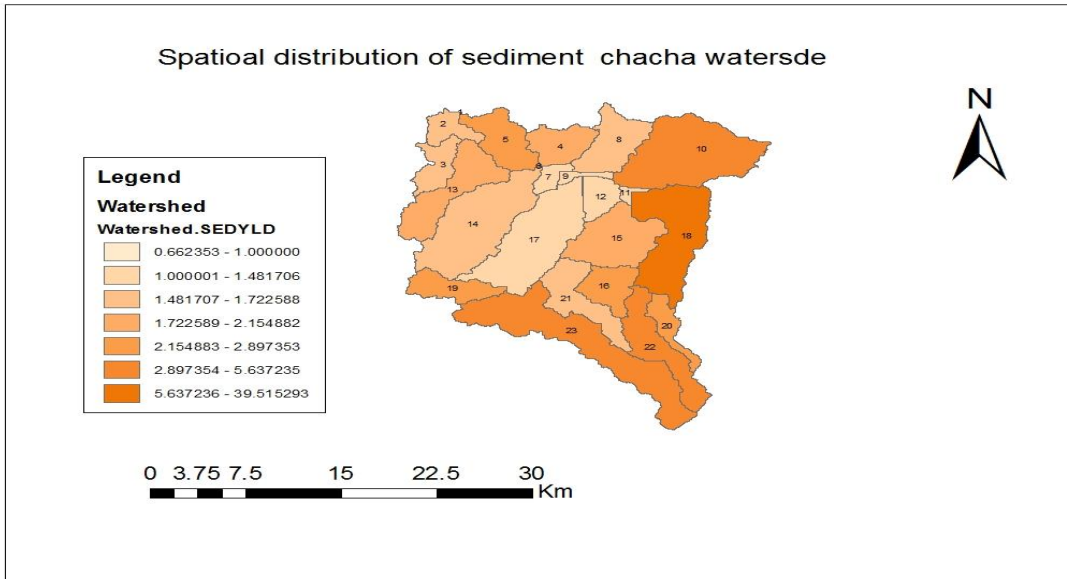 Spatioal distribution of sediment chacha watersde
N
Legend
Watershed
Watershed.SEDYLD
0.662353 - 1.000000
1.000001 - 1.481706
1.481707 - 1.722588
1.722589 - 2.154882
2.154883 - 2.897353
2.897354 - 5.637235
5.637236 - 39.515293
1
2
5
4
8
10
3
7
9
13
12
11
14
17
15
18
19
16
21
20
23
22
0 3.75 7.5 15 22.5 30
Km